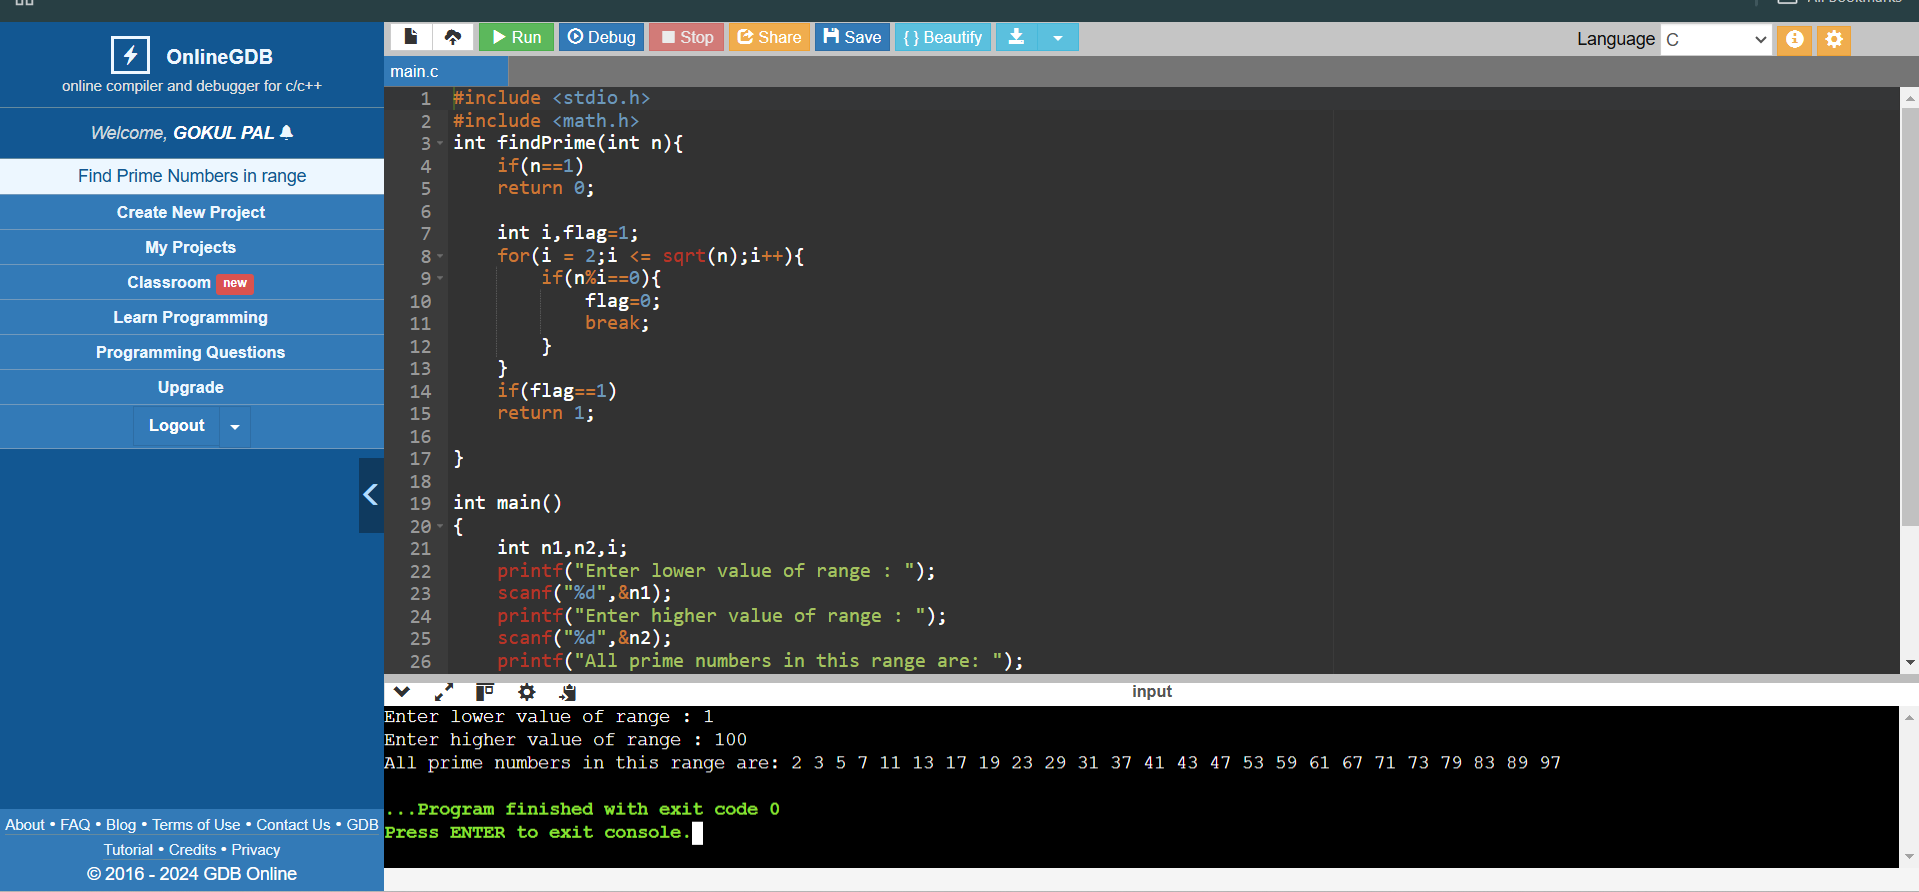 OnlineGDB
online compiler and debugger for c/c++
Welcome, GOKUL PAL
Find Prime Numbers in range
Create New Project
My Projects
Classroom new
Learn Programming
Programming Questions
Upgrade
Logout
About • FAQ • Blog • Terms of Use • Contact Us • GDB
Tutorial • Credits • Privacy
© 2016 - 2024 GDB Online
Run Debug Stop Share Save { } Beautify
Language C
main.c
1 #include <stdio.h>
2 #include <math.h>
3 int findPrime(int n){
4 if(n==1)
5 return 0;
6
7 int i,flag=1;
8 for(i = 2;i <= sqrt(n);i++){
9 if(n%i==0){
10 flag=0;
11 break;
12 }
13 }
14 if(flag==1)
15 return 1;
16
17 }
18
19 int main()
20 {
21 int n1,n2,i;
22 printf("Enter lower value of range : ");
23 scanf("%d",&n1);
24 printf("Enter higher value of range : ");
25 scanf("%d",&n2);
26 printf("All prime numbers in this range are: ");
input
Enter lower value of range : 1
Enter higher value of range : 100
All prime numbers in this range are: 2 3 5 7 11 13 17 19 23 29 31 37 41 43 47 53 59 61 67 71 73 79 83 89 97
...Program finished with exit code 0
Press ENTER to exit console.